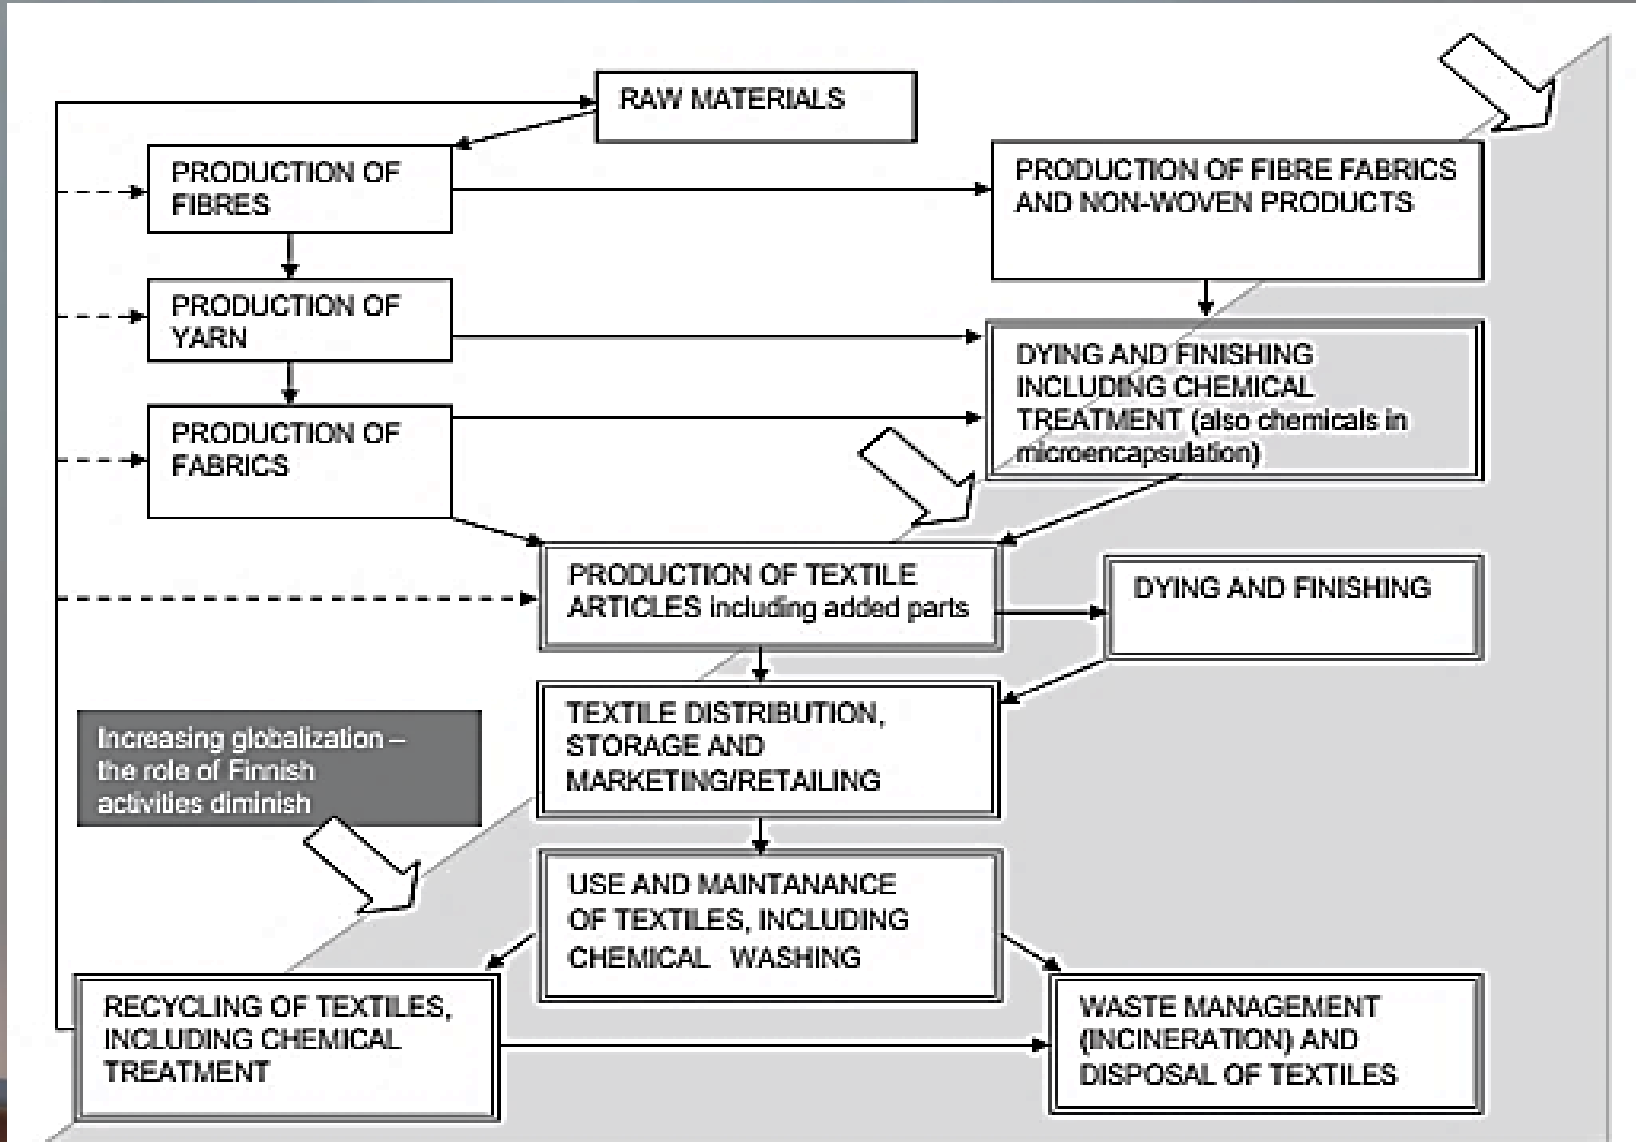 RAW MATERIALS
PRODUCTION OF
FIBRES
PRODUCTION OF FIBRE FABRICS
AND NON-WOVEN PRODUCTS
PRODUCTION OF
YARN
DYING AND FINISHING
INCLUDING CHEMICAL
TREATMENT (also chemicals in
microencapsulation)
PRODUCTION OF
FABRICS
PRODUCTION OF TEXTILE
ARTICLES including added parts
DYING AND FINISHING
TEXTILE DISTRIBUTION,
STORAGE AND
MARKETING/RETAILING
Increasing globalization –
the role of Finnish
activities diminish
USE AND MAINTANANCE
OF TEXTILES, INCLUDING
CHEMICAL WASHING
RECYCLING OF TEXTILES,
INCLUDING CHEMICAL
TREATMENT
WASTE MANAGEMENT
(INCINERATION) AND
DISPOSAL OF TEXTILES